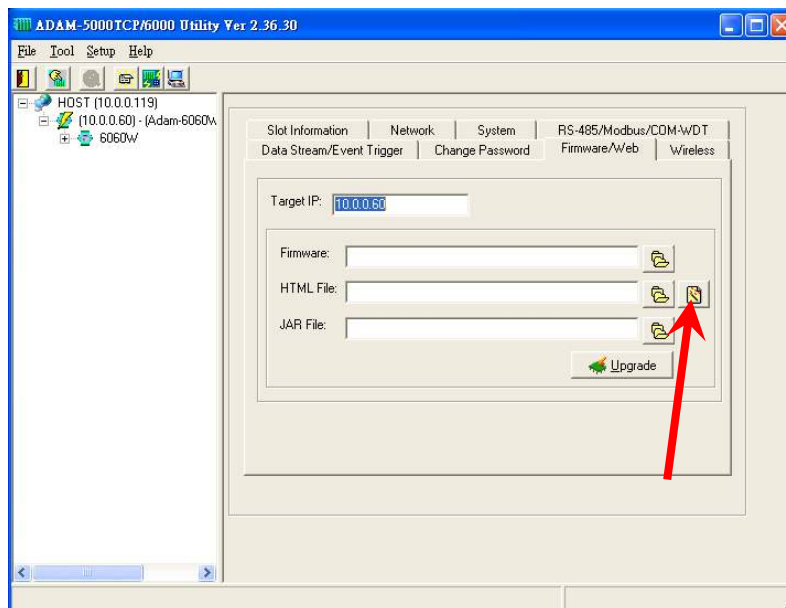 ADAM-5000TCP/6000 Utility Ver 2.36.30
File Tool Setup Help
HOST (10.0.0.119)
(10.0.0.60) - (Adam-6060W
6060W
Slot Information Network System RS-485/Modbus/COM-WDT
Data Stream/Event Trigger Change Password Firmware/Web Wireless
Target IP: 10.0.0.60
Firmware:
HTML File:
JAR File:
Upgrade